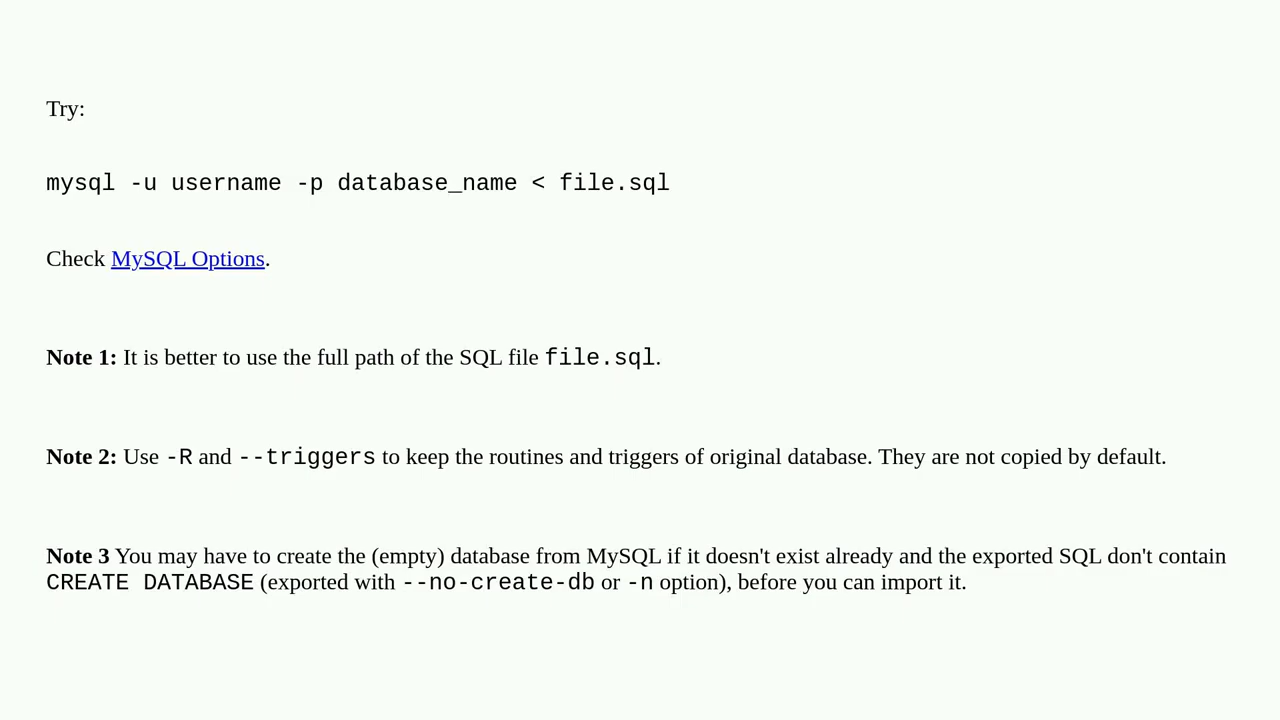 Try:
mysql -u username -p database_name < file.sql
Check MySQL Options.
Note 1: It is better to use the full path of the SQL file file.sql.
Note 2: Use -R and --triggers to keep the routines and triggers of original database. They are not copied by default.
Note 3 You may have to create the (empty) database from MySQL if it doesn't exist already and the exported SQL don't contain
CREATE DATABASE (exported with --no-create-db or -n option), before you can import it.